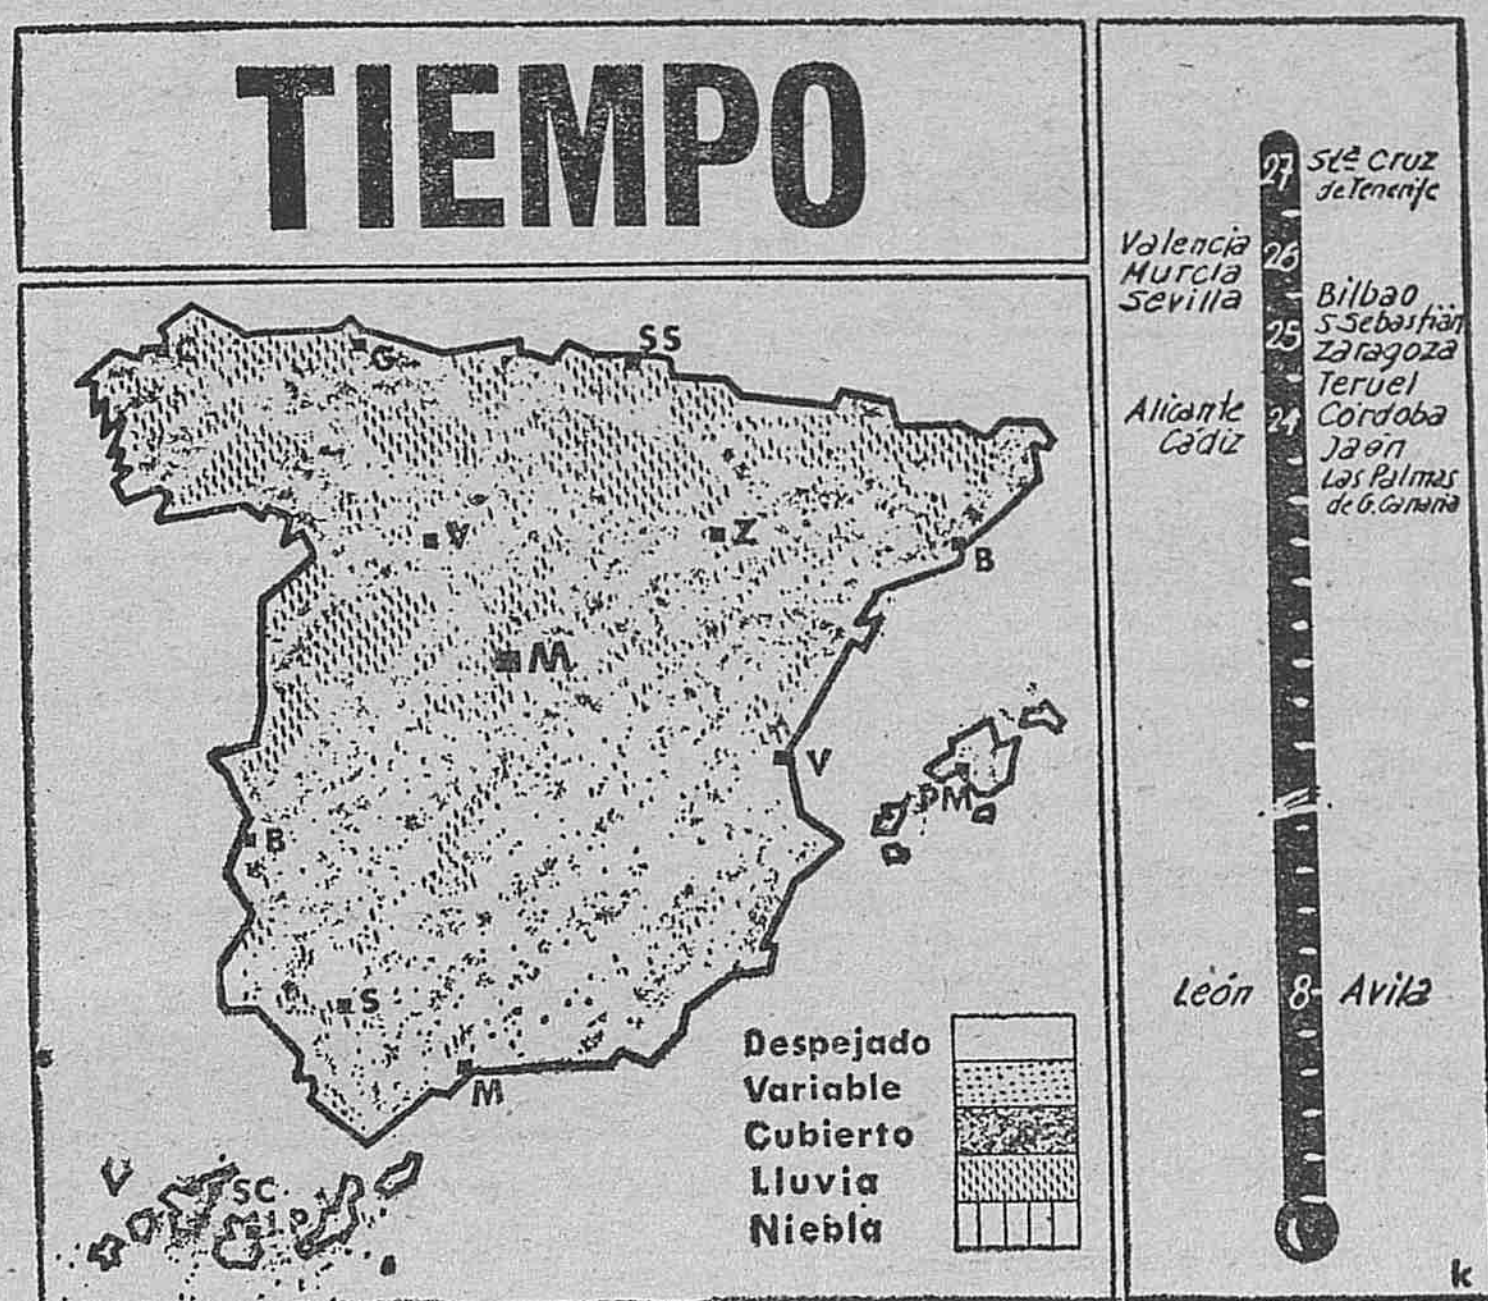 TIEMPO
C
G
SS
V
Z
B
M
V
PM
B
S
M
SC
LP
Despejado
Variable
Cubierto
Lluvia
Niebla
27 Stª Cruz
de Tenerife
Valencia 26
Murcia
Sevilla
Bilbao
25 S Sebastián
Zaragoza
Teruel
Alicante 24 Córdoba
Cádiz Jaén
Las Palmas
de G. Canaria
León 8 Avila
k